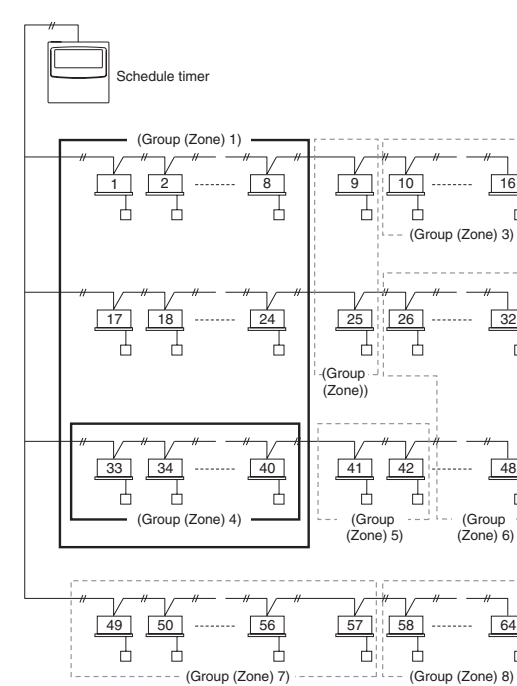 Schedule timer
(Group (Zone) 1)
1 2 8 9 10 16
(Group (Zone) 3)
17 18 24 25 26 32
(Group
(Zone))
33 34 40 41 42 48
(Group (Zone) 4)
(Group
(Zone) 5)
(Group
(Zone) 6)
49 50 56 57 58 64
(Group (Zone) 7)
(Group (Zone) 8)